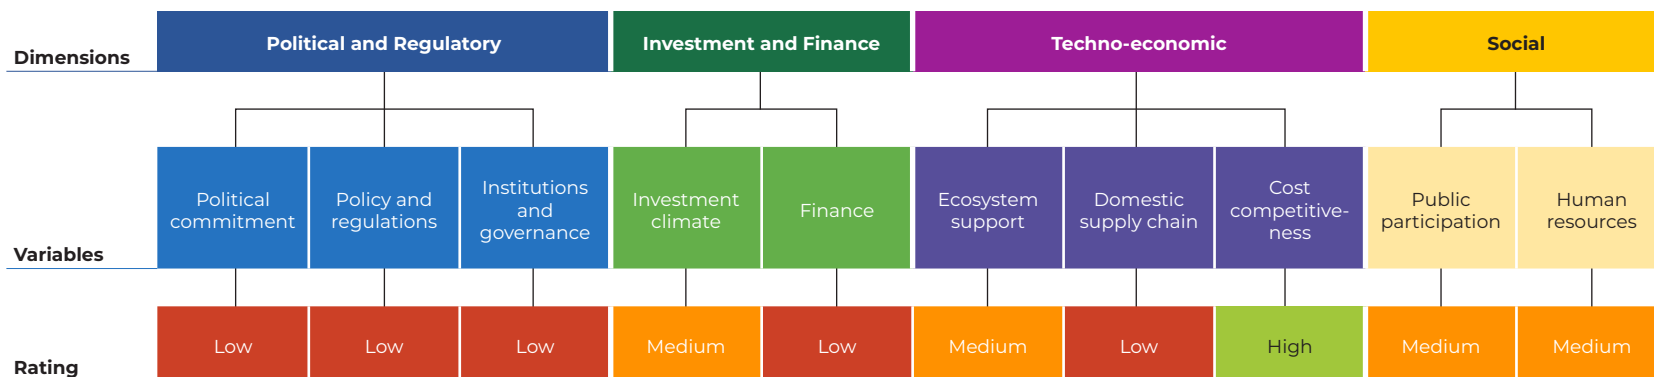 Dimensions
Political and Regulatory
Investment and Finance
Techno-economic
Social
Variables
Political
commitment
Policy and
regulations
Institutions
and
governance
Investment
climate
Finance
Ecosystem
support
Domestic
supply chain
Cost
competitive-
ness
Public
participation
Human
resources
Rating
Low
Low
Low
Medium
Low
Medium
Low
High
Medium
Medium